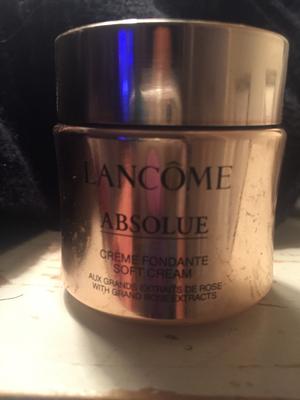 LANCÔME
ABSOLUE
CRÈME FONDANTE
SOFT CREAM
AUX GRANDS EXTRAITS DE ROSE
WITH GRAND ROSE EXTRACTS